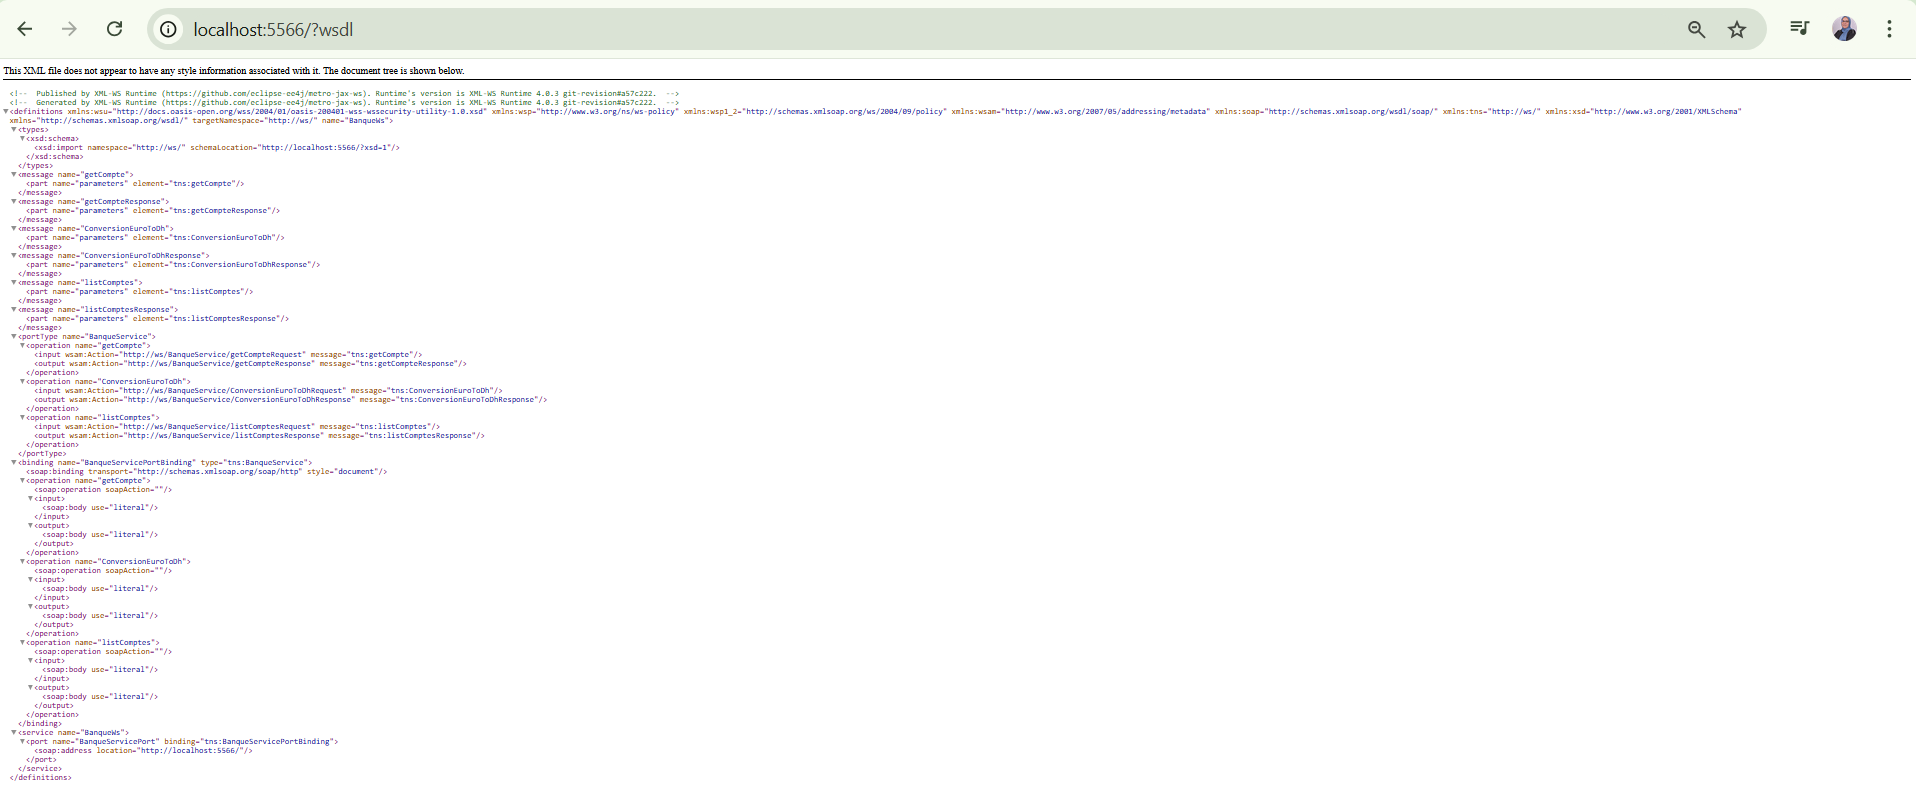 localhost:5566/?wsdl
This XML file does not appear to have any style information associated with it. The document tree is shown below.
<!-- Published by XML-WS Runtime (https://github.com/eclipse-ee4j/metro-jax-ws). Runtime's version is XML-WS Runtime 4.0.3 git-revision#a57c222. -->
<!-- Generated by XML-WS Runtime (https://github.com/eclipse-ee4j/metro-jax-ws). Runtime's version is XML-WS Runtime 4.0.3 git-revision#a57c222. -->
<definitions xmlns:wsu="http://docs.oasis-open.org/wss/2004/01/oasis-200401-wss-wssecurity-utility-1.0.xsd" xmlns:wsp="http://www.w3.org/ns/ws-policy" xmlns:wsp1_2="http://schemas.xmlsoap.org/ws/2004/09/policy" xmlns:wsam="http://www.w3.org/2007/05/addressing/metadata" xmlns:soap="http://schemas.xmlsoap.org/wsdl/soap/" xmlns:tns="http://ws/" xmlns:xsd="http://www.w3.org/2001/XMLSchema"
xmlns="http://schemas.xmlsoap.org/wsdl/" targetNamespace="http://ws/" name="BanqueWs">
<types>
<xsd:schema>
<xsd:import namespace="http://ws/" schemaLocation="http://localhost:5566/?xsd=1"/>
</xsd:schema>
</types>
<message name="getCompte">
<part name="parameters" element="tns:getCompte"/>
</message>
<message name="getCompteResponse">
<part name="parameters" element="tns:getCompteResponse"/>
</message>
<message name="ConversionEuroToDh">
<part name="parameters" element="tns:ConversionEuroToDh"/>
</message>
<message name="ConversionEuroToDhResponse">
<part name="parameters" element="tns:ConversionEuroToDhResponse"/>
</message>
<message name="listComptes">
<part name="parameters" element="tns:listComptes"/>
</message>
<message name="listComptesResponse">
<part name="parameters" element="tns:listComptesResponse"/>
</message>
<portType name="BanqueService">
<operation name="getCompte">
<input wsam:Action="http://ws/BanqueService/getCompteRequest" message="tns:getCompte"/>
<output wsam:Action="http://ws/BanqueService/getCompteResponse" message="tns:getCompteResponse"/>
</operation>
<operation name="ConversionEuroToDh">
<input wsam:Action="http://ws/BanqueService/ConversionEuroToDhRequest" message="tns:ConversionEuroToDh"/>
<output wsam:Action="http://ws/BanqueService/ConversionEuroToDhResponse" message="tns:ConversionEuroToDhResponse"/>
</operation>
<operation name="listComptes">
<input wsam:Action="http://ws/BanqueService/listComptesRequest" message="tns:listComptes"/>
<output wsam:Action="http://ws/BanqueService/listComptesResponse" message="tns:listComptesResponse"/>
</operation>
</portType>
<binding name="BanqueServicePortBinding" type="tns:BanqueService">
<soap:binding transport="http://schemas.xmlsoap.org/soap/http" style="document"/>
<operation name="getCompte">
<soap:operation soapAction=""/>
<input>
<soap:body use="literal"/>
</input>
<output>
<soap:body use="literal"/>
</output>
</operation>
<operation name="ConversionEuroToDh">
<soap:operation soapAction=""/>
<input>
<soap:body use="literal"/>
</input>
<output>
<soap:body use="literal"/>
</output>
</operation>
<operation name="listComptes">
<soap:operation soapAction=""/>
<input>
<soap:body use="literal"/>
</input>
<output>
<soap:body use="literal"/>
</output>
</operation>
</binding>
<service name="BanqueWs">
<port name="BanqueServicePort" binding="tns:BanqueServicePortBinding">
<soap:address location="http://localhost:5566/"/>
</port>
</service>
</definitions>